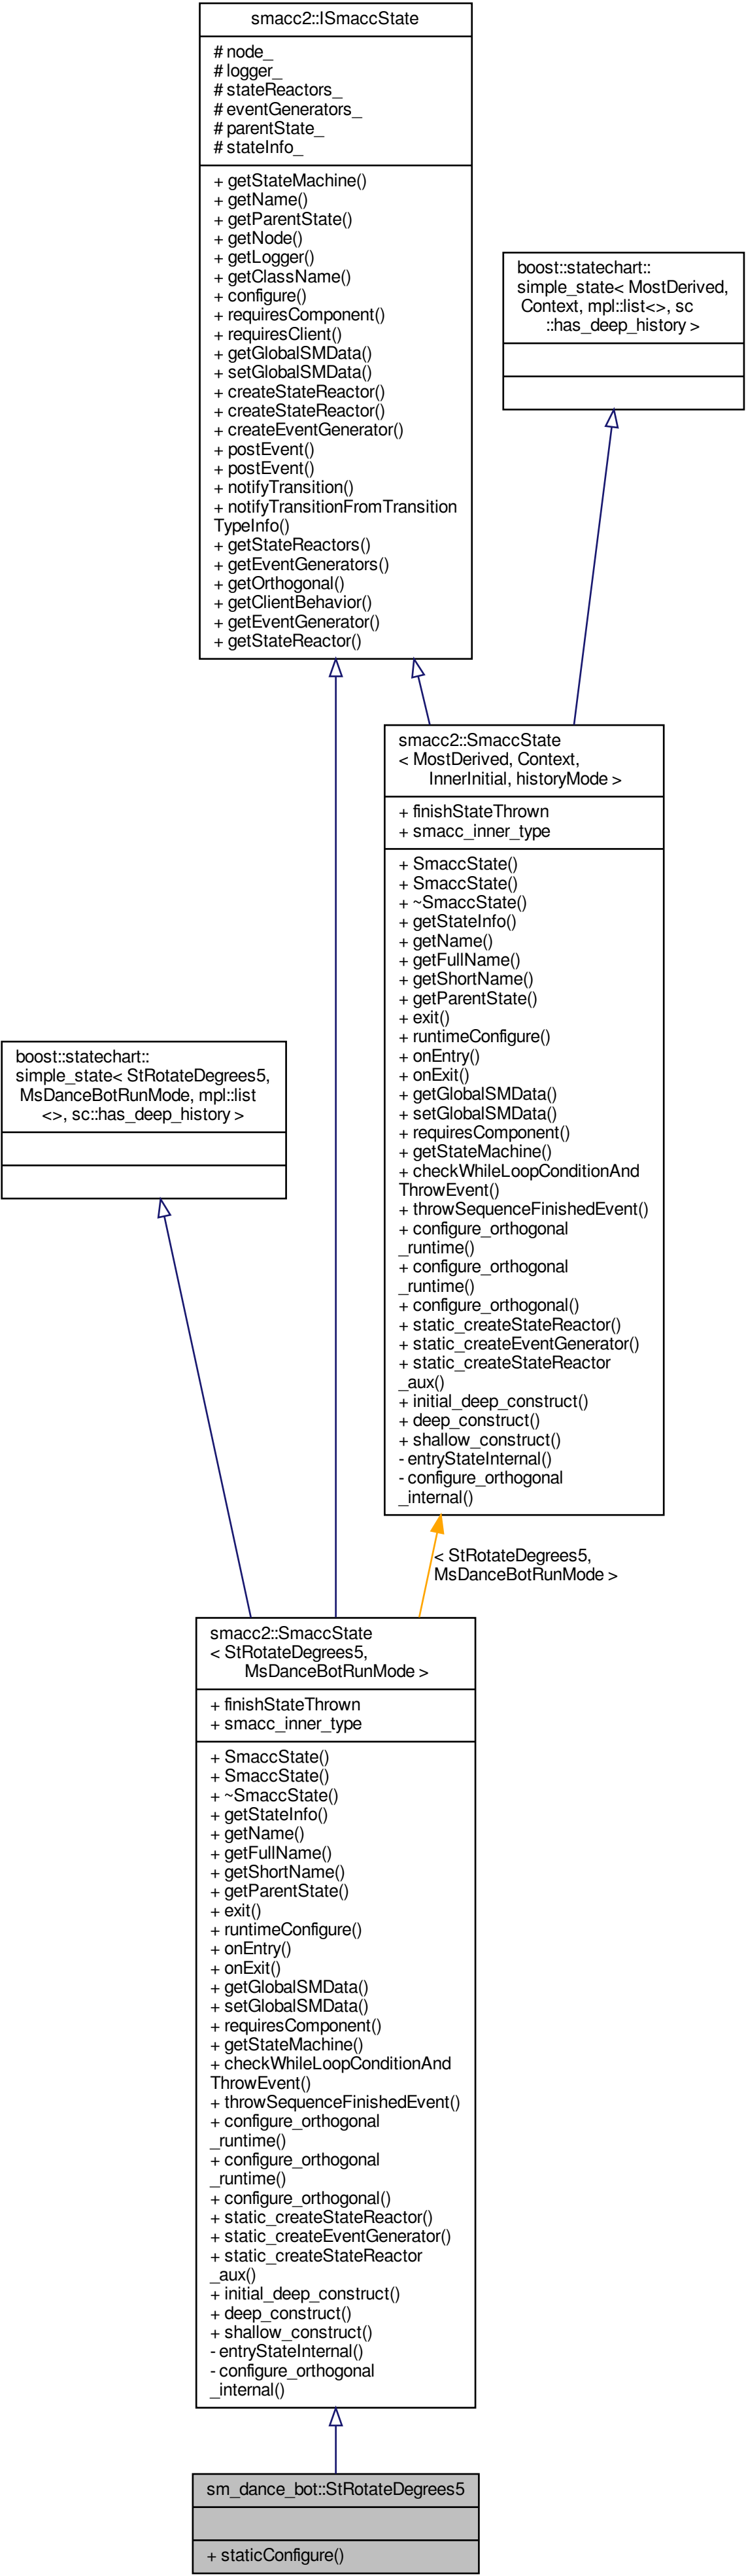 smacc2::ISmaccState
# node_
# logger_
# stateReactors_
# eventGenerators_
# parentState_
# stateInfo_
+ getStateMachine()
+ getName()
+ getParentState()
+ getNode()
+ getLogger()
+ getClassName()
+ configure()
+ requiresComponent()
+ requiresClient()
+ getGlobalSMData()
+ setGlobalSMData()
+ createStateReactor()
+ createStateReactor()
+ createEventGenerator()
+ postEvent()
+ postEvent()
+ notifyTransition()
+ notifyTransitionFromTransition
TypeInfo()
+ getStateReactors()
+ getEventGenerators()
+ getOrthogonal()
+ getClientBehavior()
+ getEventGenerator()
+ getStateReactor()
boost::statechart::
simple_state< MostDerived,
Context, mpl::list<>, sc
::has_deep_history >
smacc2::SmaccState
< MostDerived, Context,
InnerInitial, historyMode >
+ finishStateThrown
+ smacc_inner_type
+ SmaccState()
+ SmaccState()
+ ~SmaccState()
+ getStateInfo()
+ getName()
+ getFullName()
+ getShortName()
+ getParentState()
+ exit()
+ runtimeConfigure()
+ onEntry()
+ onExit()
+ getGlobalSMData()
+ setGlobalSMData()
+ requiresComponent()
+ getStateMachine()
+ checkWhileLoopConditionAnd
ThrowEvent()
+ throwSequenceFinishedEvent()
+ configure_orthogonal
_runtime()
+ configure_orthogonal
_runtime()
+ configure_orthogonal()
+ static_createStateReactor()
+ static_createEventGenerator()
+ static_createStateReactor
_aux()
+ initial_deep_construct()
+ deep_construct()
+ shallow_construct()
- entryStateInternal()
- configure_orthogonal
_internal()
boost::statechart::
simple_state< StRotateDegrees5,
MsDanceBotRunMode, mpl::list
<>, sc::has_deep_history >
< StRotateDegrees5,
MsDanceBotRunMode >
smacc2::SmaccState
< StRotateDegrees5,
MsDanceBotRunMode >
+ finishStateThrown
+ smacc_inner_type
+ SmaccState()
+ SmaccState()
+ ~SmaccState()
+ getStateInfo()
+ getName()
+ getFullName()
+ getShortName()
+ getParentState()
+ exit()
+ runtimeConfigure()
+ onEntry()
+ onExit()
+ getGlobalSMData()
+ setGlobalSMData()
+ requiresComponent()
+ getStateMachine()
+ checkWhileLoopConditionAnd
ThrowEvent()
+ throwSequenceFinishedEvent()
+ configure_orthogonal
_runtime()
+ configure_orthogonal
_runtime()
+ configure_orthogonal()
+ static_createStateReactor()
+ static_createEventGenerator()
+ static_createStateReactor
_aux()
+ initial_deep_construct()
+ deep_construct()
+ shallow_construct()
- entryStateInternal()
- configure_orthogonal
_internal()
sm_dance_bot::StRotateDegrees5
+ staticConfigure()